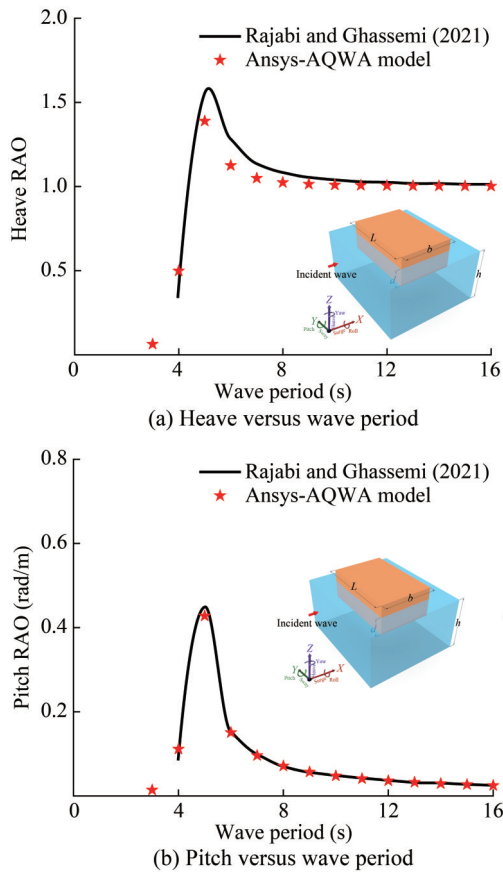 2.0
Rajabi and Ghassemi (2021)
Ansys-AQWA model
1.5
Heave RAO
1.0
0.5
L
b
d
h
Incident wave
Z
Yaw
Y
X
Pitch
Roll
0
4
8
12
16
Wave period (s)
(a) Heave versus wave period
0.8
Rajabi and Ghassemi (2021)
Ansys-AQWA model
0.6
Pitch RAO (rad/m)
0.4
0.2
L
b
d
h
Incident wave
Z
Yaw
Y
X
Pitch
Roll
0
4
8
12
16
Wave period (s)
(b) Pitch versus wave period